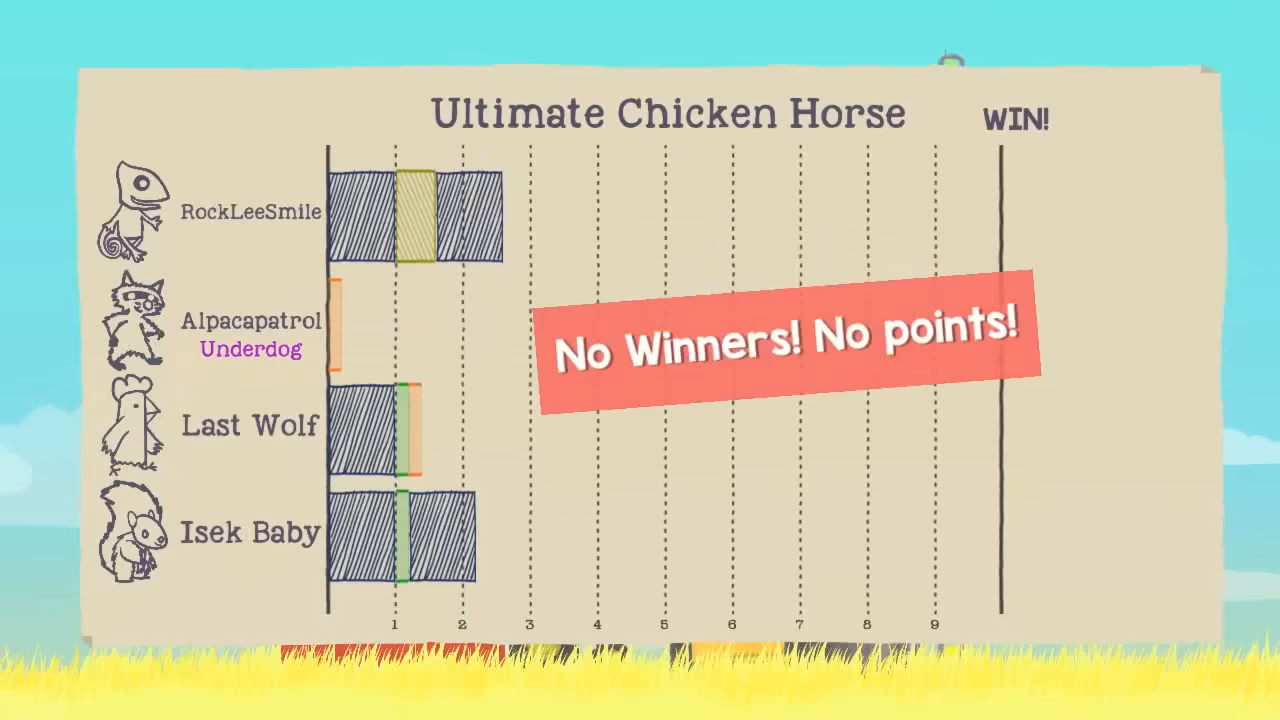 Ultimate Chicken Horse
WIN!
RockLeeSmile
Alpacapatrol
Underdog
No Winners! No points!
Last Wolf
Isek Baby
1 2 3 4 5 6 7 8 9